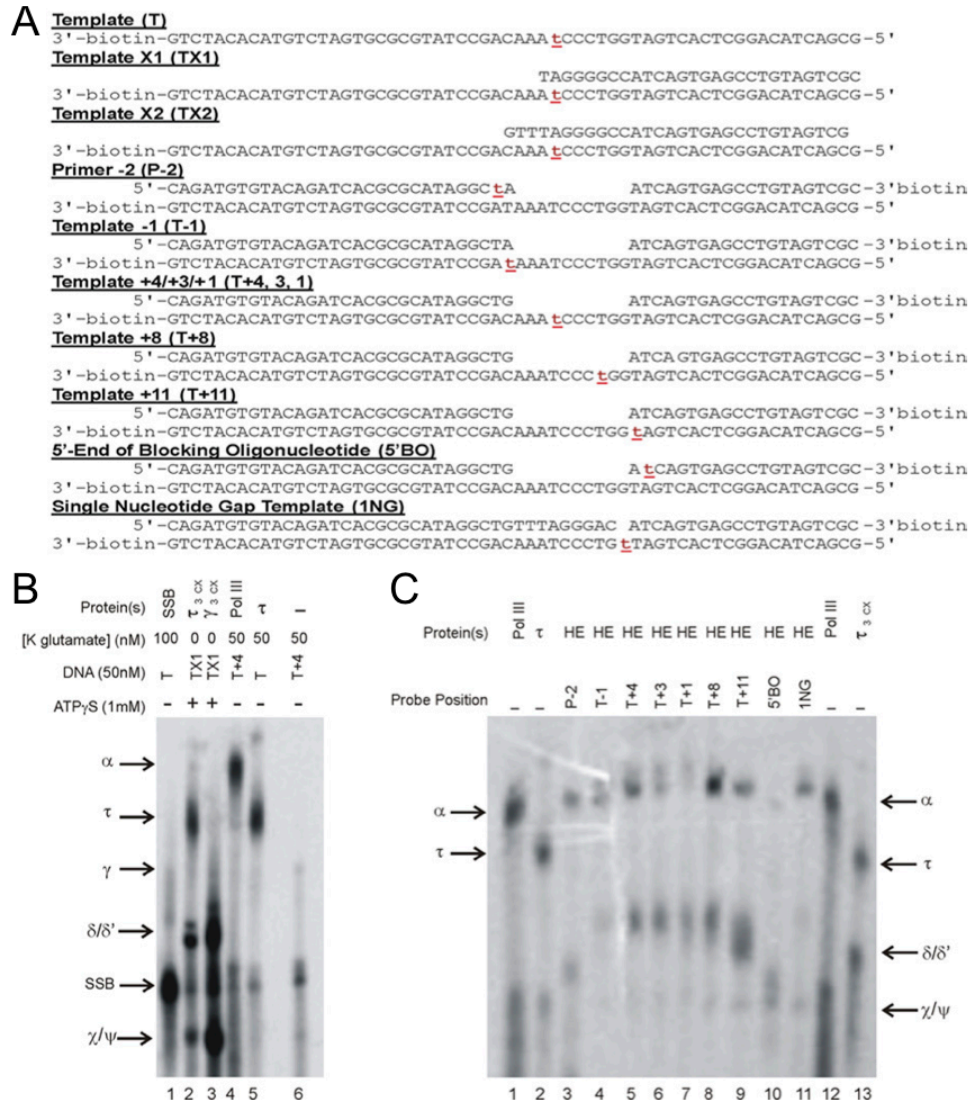 A
Template (T)
3'-biotin-GTCTACACATGTCTAGTGCGCGTATCCGACAAAtCCCTGGTAGTCACTCGGACATCAGCG-5'
Template X1 (TX1)
TAGGGGCCATCAGTGAGCCTGTAGTCGC
3'-biotin-GTCTACACATGTCTAGTGCGCGTATCCGACAAAtCCCTGGTAGTCACTCGGACATCAGCG-5'
Template X2 (TX2)
GTTTAGGGGCCATCAGTGAGCCTGTAGTCG
3'-biotin-GTCTACACATGTCTAGTGCGCGTATCCGACAAAtCCCTGGTAGTCACTCGGACATCAGCG-5'
Primer -2 (P-2)
5'-CAGATGTGTACAGATCACGCGCATAGGCtA ATCAGTGAGCCTGTAGTCGC-3'biotin
3'-biotin-GTCTACACATGTCTAGTGCGCGTATCCGATAAATCCCTGGTAGTCACTCGGACATCAGCG-5'
Template -1 (T-1)
5'-CAGATGTGTACAGATCACGCGCATAGGCTA ATCAGTGAGCCTGTAGTCGC-3'biotin
3'-biotin-GTCTACACATGTCTAGTGCGCGTATCCGAtAAATCCCTGGTAGTCACTCGGACATCAGCG-5'
Template +4/+3/+1 (T+4, 3, 1)
5'-CAGATGTGTACAGATCACGCGCATAGGCTG ATCAGTGAGCCTGTAGTCGC-3'biotin
3'-biotin-GTCTACACATGTCTAGTGCGCGTATCCGACAAAtCCCTGGTAGTCACTCGGACATCAGCG-5'
Template +8 (T+8)
5'-CAGATGTGTACAGATCACGCGCATAGGCTG ATCAGTGAGCCTGTAGTCGC-3'biotin
3'-biotin-GTCTACACATGTCTAGTGCGCGTATCCGACAAATCCCtGGTAGTCACTCGGACATCAGCG-5'
Template +11 (T+11)
5'-CAGATGTGTACAGATCACGCGCATAGGCTG ATCAGTGAGCCTGTAGTCGC-3'biotin
3'-biotin-GTCTACACATGTCTAGTGCGCGTATCCGACAAATCCCTGGtAGTCACTCGGACATCAGCG-5'
5'-End of Blocking Oligonucleotide (5'BO)
5'-CAGATGTGTACAGATCACGCGCATAGGCTG AtCAGTGAGCCTGTAGTCGC-3'biotin
3'-biotin-GTCTACACATGTCTAGTGCGCGTATCCGACAAATCCCTGGTAGTCACTCGGACATCAGCG-5'
Single Nucleotide Gap Template (1NG)
5'-CAGATGTGTACAGATCACGCGCATAGGCTGTTTAGGGAC ATCAGTGAGCCTGTAGTCGC-3'biotin
3'-biotin-GTCTACACATGTCTAGTGCGCGTATCCGACAAATCCCTGtTAGTCACTCGGACATCAGCG-5'
B
Protein(s) SSB τ3cx γ3cx Pol III τ –
[K glutamate] (nM) 100 0 0 50 50 50
DNA (50nM) T TX1 TX1 T+4 T T+4
ATPγS (1mM) – + + – – –
α
τ
γ
δ/δ'
SSB
χ/ψ
1 2 3 4 5 6
C
Protein(s) Pol III τ HE HE HE HE HE HE HE HE HE Pol III τ3cx
Probe Position – – P-2 T-1 T+4 T+3 T+1 T+8 T+11 5'BO 1NG – –
α
τ
α
τ
δ/δ'
χ/ψ
1 2 3 4 5 6 7 8 9 10 11 12 13